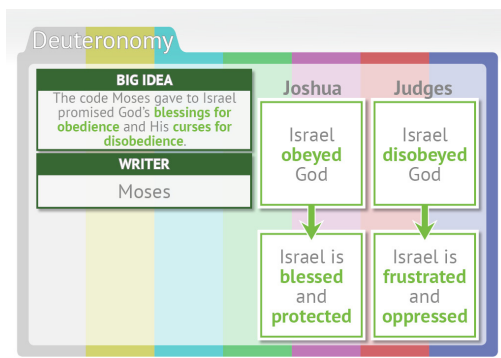 Deuteronomy
BIG IDEA
The code Moses gave to Israel
promised God's blessings for
obedience and His curses for
disobedience.
WRITER
Moses
Joshua
Israel
obeyed
God
Israel is
blessed
and
protected
Judges
Israel
disobeyed
God
Israel is
frustrated
and
oppressed